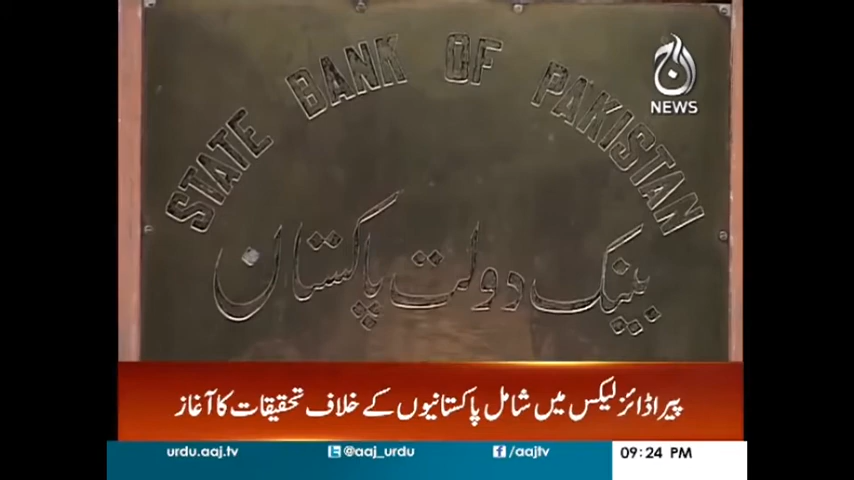 STATE BANK OF PAKISTAN
بینک دولت پاکستان
آج
NEWS
پیراڈائز لیکس میں شامل پاکستانیوں کے خلاف تحقیقات کا آغاز
urdu.aaj.tv @aaj_urdu f/aajtv 09:24 PM